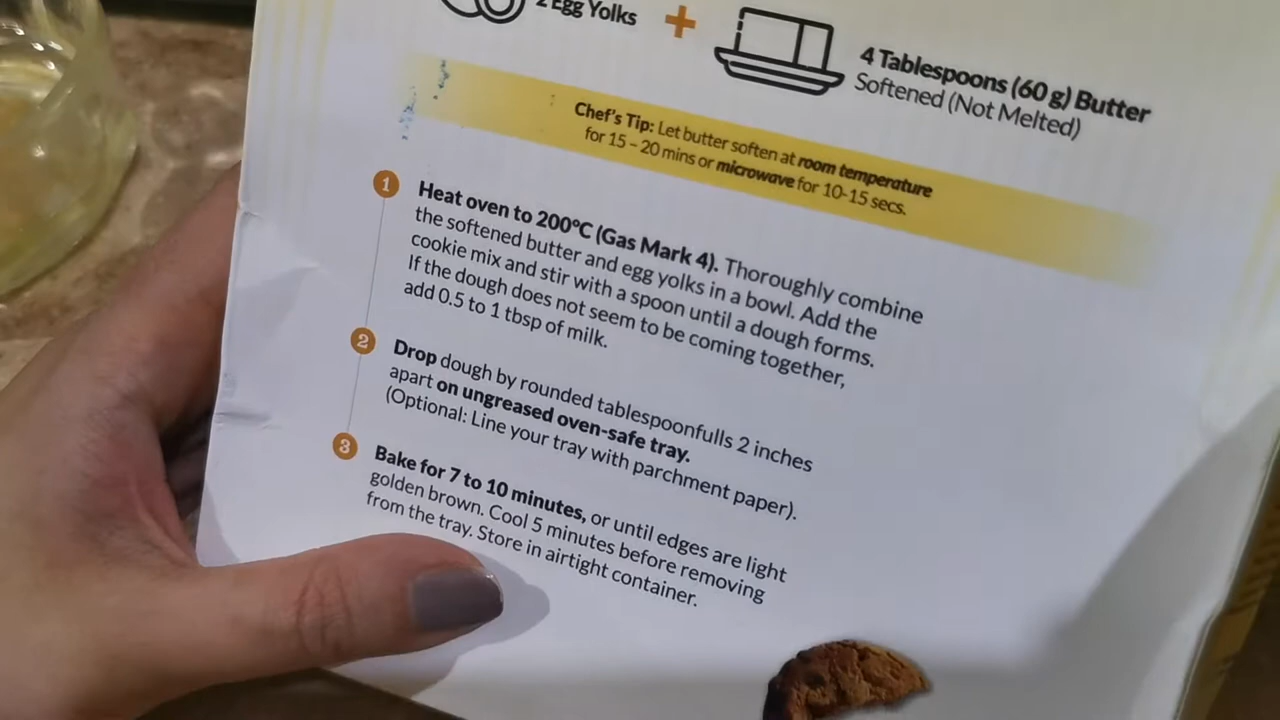 2 Egg Yolks
+
4 Tablespoons (60 g) Butter
Softened (Not Melted)
Chef's Tip: Let butter soften at room temperature
for 15 – 20 mins or microwave for 10-15 secs.
1
Heat oven to 200°C (Gas Mark 4). Thoroughly combine
the softened butter and egg yolks in a bowl. Add the
cookie mix and stir with a spoon until a dough forms.
If the dough does not seem to be coming together,
add 0.5 to 1 tbsp of milk.
2
Drop dough by rounded tablespoonfulls 2 inches
apart on ungreased oven-safe tray.
(Optional: Line your tray with parchment paper).
3
Bake for 7 to 10 minutes, or until edges are light
golden brown. Cool 5 minutes before removing
from the tray. Store in airtight container.